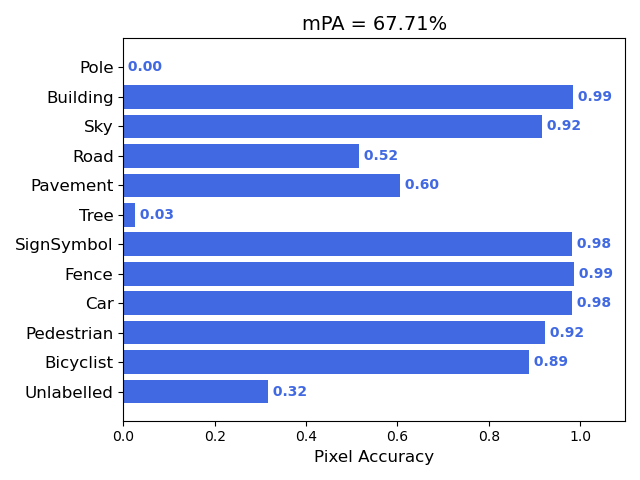 mPA = 67.71%
Pole 0.00
Building 0.99
Sky 0.92
Road 0.52
Pavement 0.60
Tree 0.03
SignSymbol 0.98
Fence 0.99
Car 0.98
Pedestrian 0.92
Bicyclist 0.89
Unlabelled 0.32
0.0 0.2 0.4 0.6 0.8 1.0
Pixel Accuracy